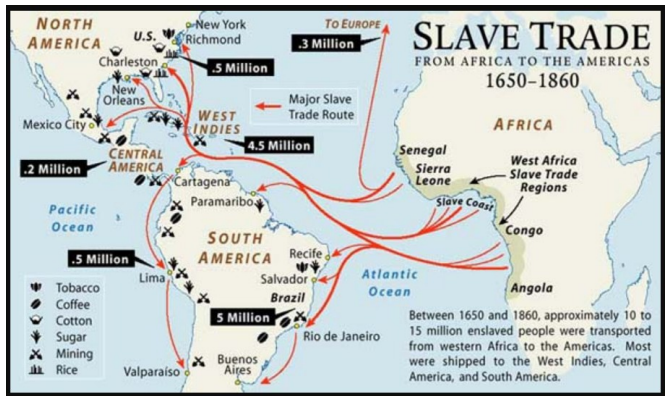 SLAVE TRADE
FROM AFRICA TO THE AMERICAS
1650–1860
NORTH
AMERICA
U.S.
New York
Richmond
Charleston
New
Orleans
.5 Million
TO EUROPE
.3 Million
Major Slave
Trade Route
Mexico City
WEST
INDIES
4.5 Million
.2 Million
CENTRAL
AMERICA
Cartagena
Paramaribo
Pacific
Ocean
SOUTH
AMERICA
.5 Million
Lima
Recife
Salvador
Brazil
5 Million
Rio de Janeiro
Buenos
Aires
Valparaíso
Atlantic
Ocean
AFRICA
Senegal
Sierra
Leone
West Africa
Slave Trade
Regions
Slave Coast
Congo
Angola
Tobacco
Coffee
Cotton
Sugar
Mining
Rice
Between 1650 and 1860, approximately 10 to
15 million enslaved people were transported
from western Africa to the Americas. Most
were shipped to the West Indies, Central
America, and South America.